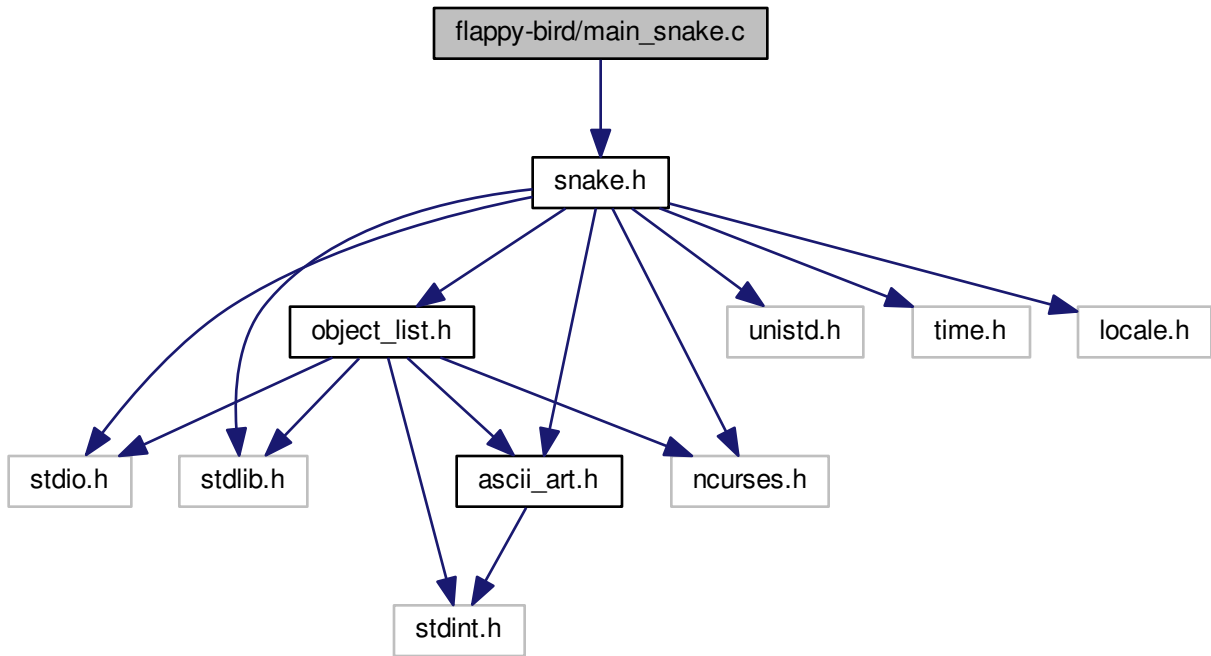 flappy-bird/main_snake.c
snake.h
object_list.h
unistd.h
time.h
locale.h
stdio.h
stdlib.h
ascii_art.h
ncurses.h
stdint.h